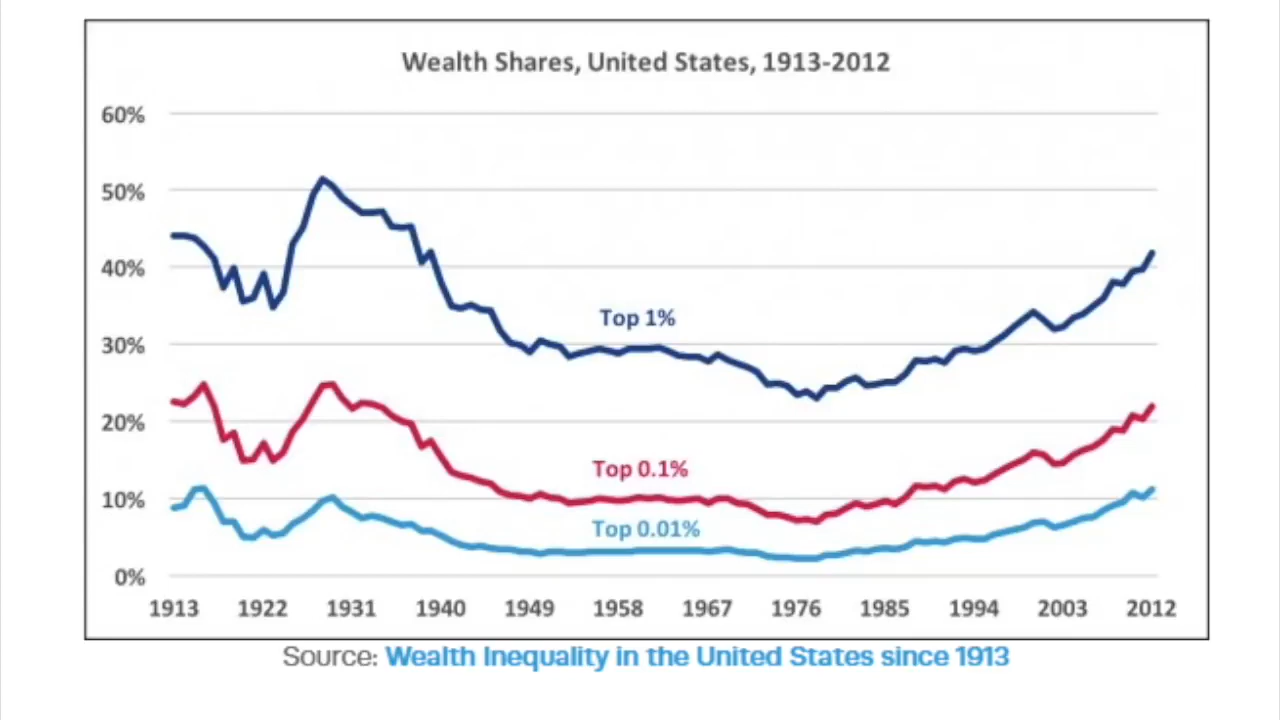 Wealth Shares, United States, 1913-2012
60%
50%
40%
30%
20%
10%
0%
Top 1%
Top 0.1%
Top 0.01%
1913 1922 1931 1940 1949 1958 1967 1976 1985 1994 2003 2012
Source: Wealth Inequality in the United States since 1913